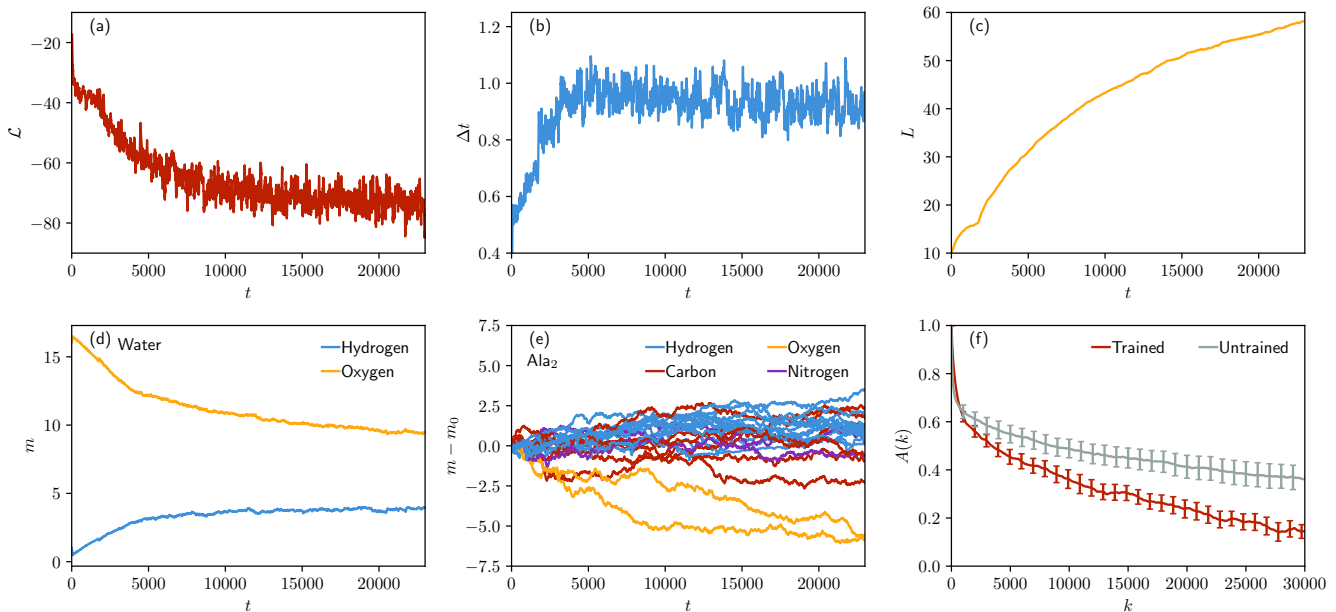 (a)
−20
−40
−60
−80
ℒ
0 5000 10000 15000 20000
t
(b)
1.2
1.0
0.8
0.6
0.4
Δt
0 5000 10000 15000 20000
t
(c)
60
50
40
30
20
10
L
0 5000 10000 15000 20000
t
(d) Water
Hydrogen
Oxygen
15
10
5
0
m
0 5000 10000 15000 20000
t
(e)
Ala₂
Hydrogen Oxygen
Carbon Nitrogen
7.5
5.0
2.5
0.0
−2.5
−5.0
−7.5
m − m₀
0 5000 10000 15000 20000
t
(f)
Trained Untrained
1.0
0.8
0.6
0.4
0.2
0.0
A(k)
0 5000 10000 15000 20000 25000 30000
k